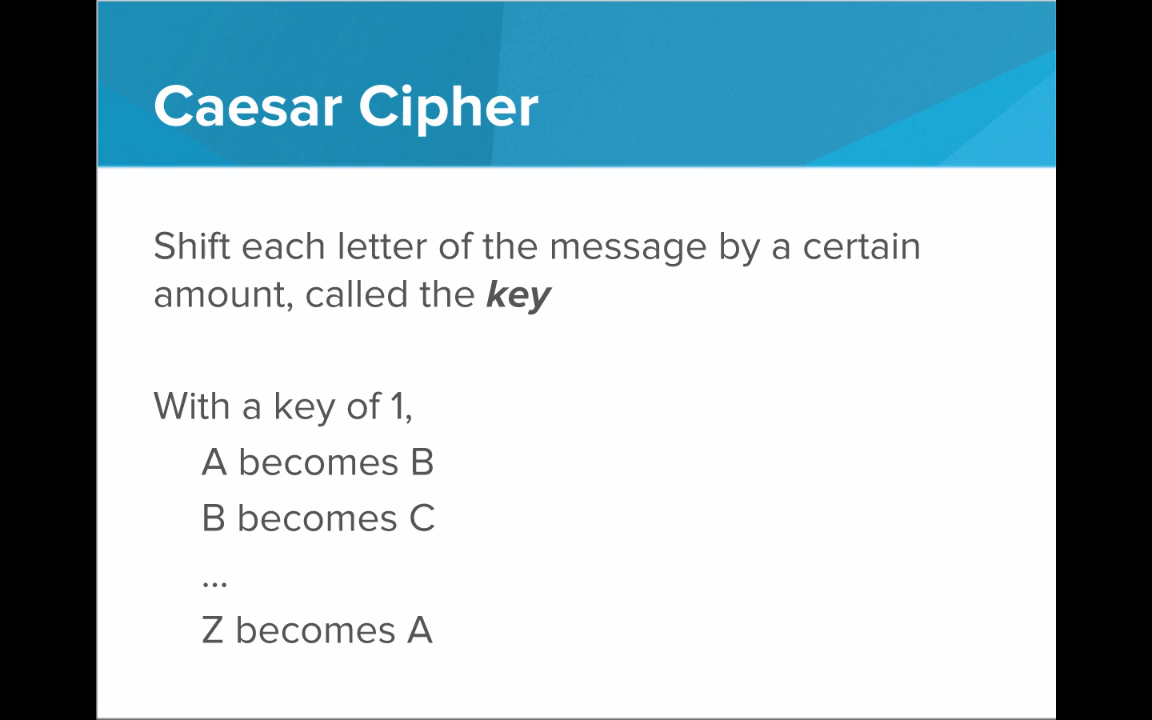 Caesar Cipher
Shift each letter of the message by a certain
amount, called the key
With a key of 1,
A becomes B
B becomes C
...
Z becomes A